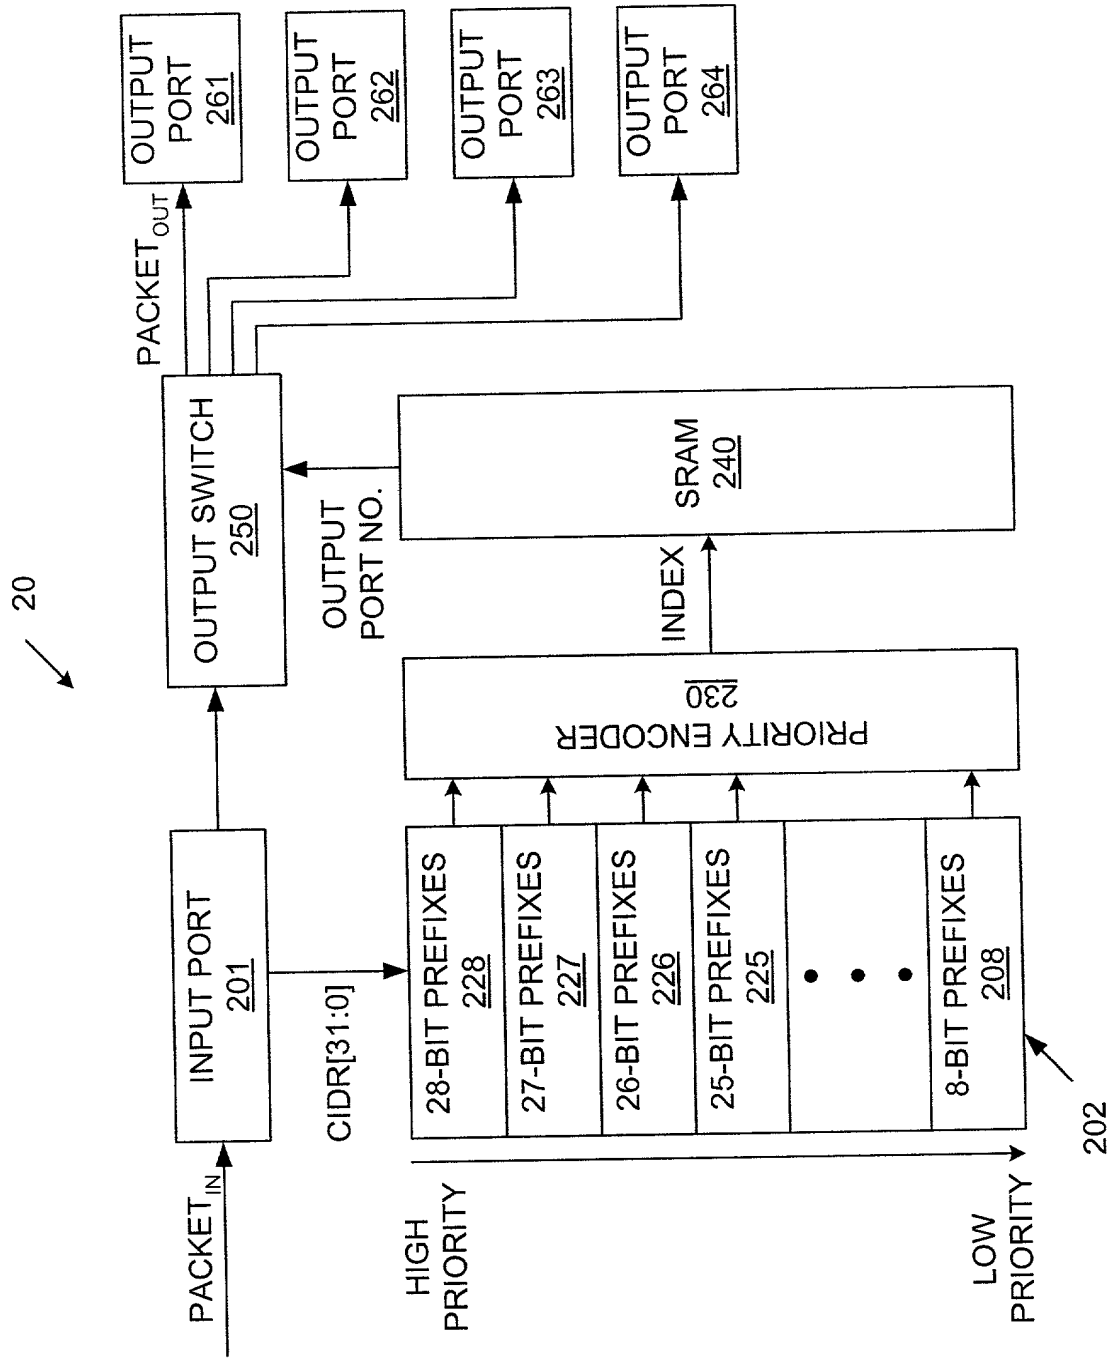 20
PACKET_IN
INPUT PORT
201
OUTPUT SWITCH
250
PACKET_OUT
OUTPUT
PORT
261
OUTPUT
PORT
262
OUTPUT
PORT
263
OUTPUT
PORT
264
CIDR[31:0]
OUTPUT
PORT NO.
HIGH
PRIORITY
LOW
PRIORITY
28-BIT PREFIXES
228
27-BIT PREFIXES
227
26-BIT PREFIXES
226
25-BIT PREFIXES
225
8-BIT PREFIXES
208
202
PRIORITY ENCODER
230
INDEX
SRAM
240